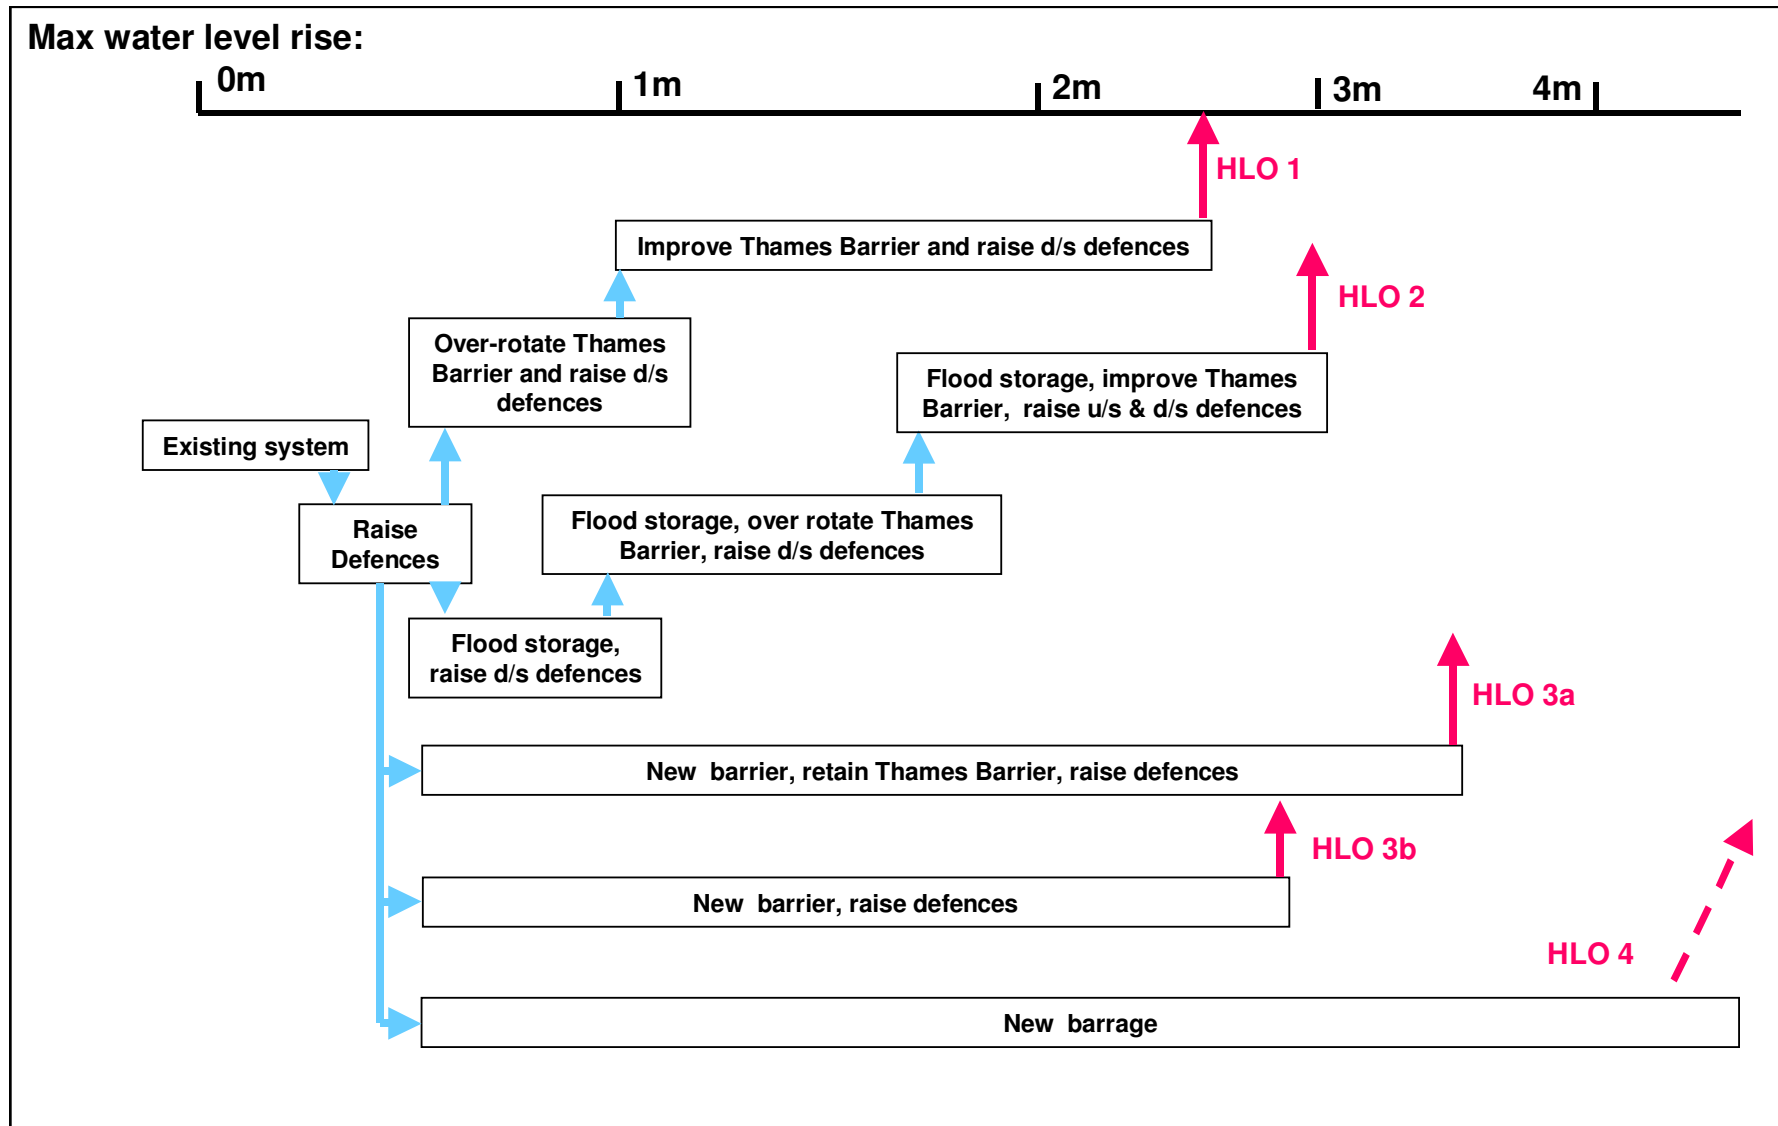 Max water level rise:
0m
1m
2m
3m
4m
HLO 1
Improve Thames Barrier and raise d/s defences
HLO 2
Over-rotate Thames
Barrier and raise d/s
defences
Flood storage, improve Thames
Barrier, raise u/s & d/s defences
Existing system
Raise
Defences
Flood storage, over rotate Thames
Barrier, raise d/s defences
Flood storage,
raise d/s defences
HLO 3a
New barrier, retain Thames Barrier, raise defences
HLO 3b
New barrier, raise defences
HLO 4
New barrage